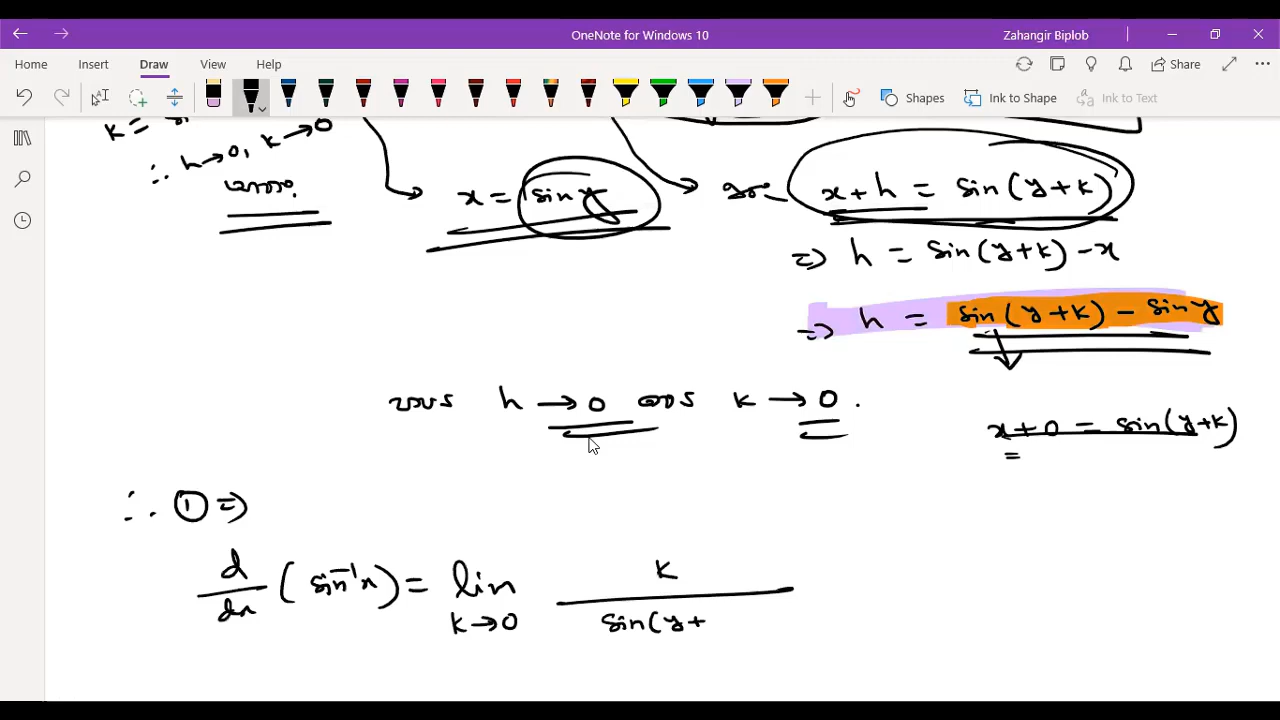 OneNote for Windows 10
Zahangir Biplob
Home Insert Draw View Help
Share
Shapes Ink to Shape Ink to Text
k =
∴ h→0, k→0
x = sin y
x + h = sin(y+k)
⇒ h = sin(y+k) - x
⇒ h = sin(y+k) - sin y
h → 0
k → 0.
x + 0 = sin(y+k)
=
∴ ① ⇒
d/dx (sin⁻¹x) = lim k→0 k / sin(y+